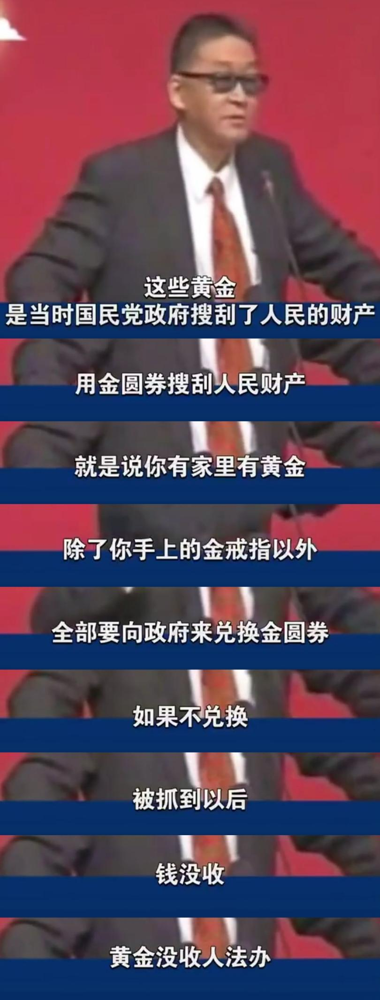 这些黄金
是当时国民党政府搜刮了人民的财产
用金圆券搜刮人民财产
就是说你有家里有黄金
除了你手上的金戒指以外
全部要向政府来兑换金圆券
如果不兑换
被抓到以后
钱没收
黄金没收人法办